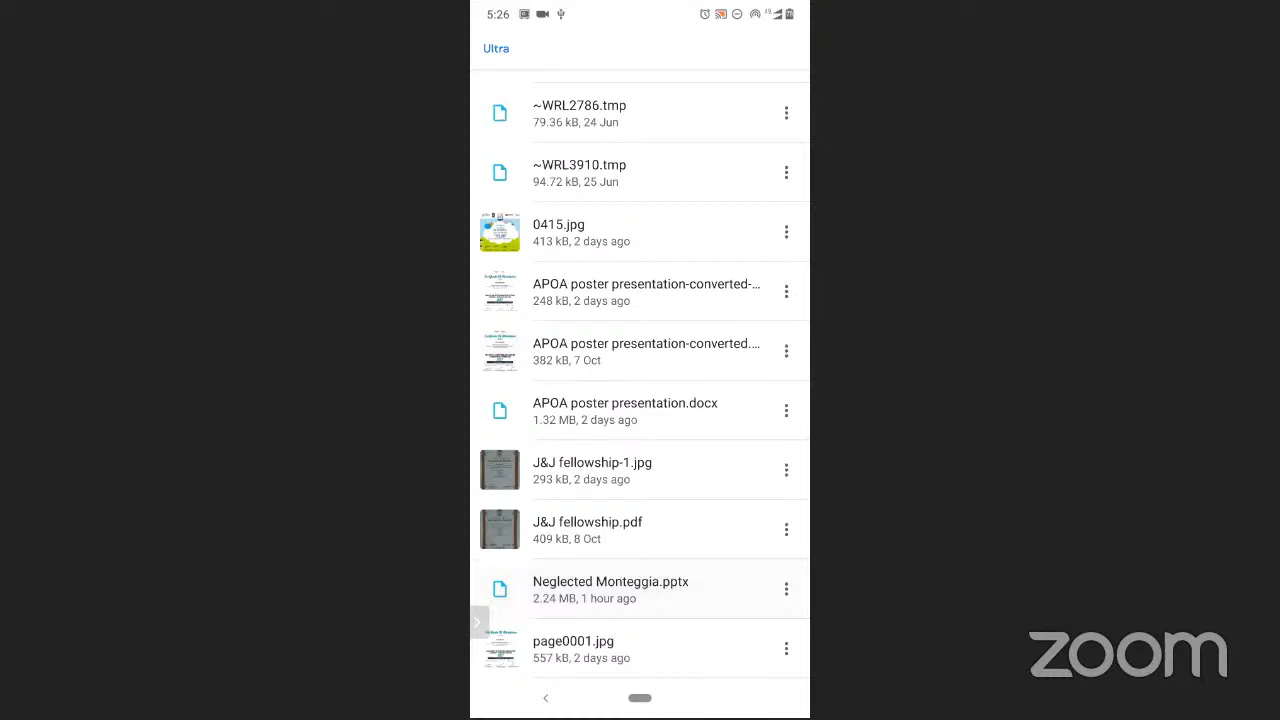 5:26
Ultra
~WRL2786.tmp
79.36 kB, 24 Jun
~WRL3910.tmp
94.72 kB, 25 Jun
0415.jpg
413 kB, 2 days ago
APOA poster presentation-converted-...
248 kB, 2 days ago
APOA poster presentation-converted....
382 kB, 7 Oct
APOA poster presentation.docx
1.32 MB, 2 days ago
J&J fellowship-1.jpg
293 kB, 2 days ago
J&J fellowship.pdf
409 kB, 8 Oct
Neglected Monteggia.pptx
2.24 MB, 1 hour ago
page0001.jpg
557 kB, 2 days ago
zoom